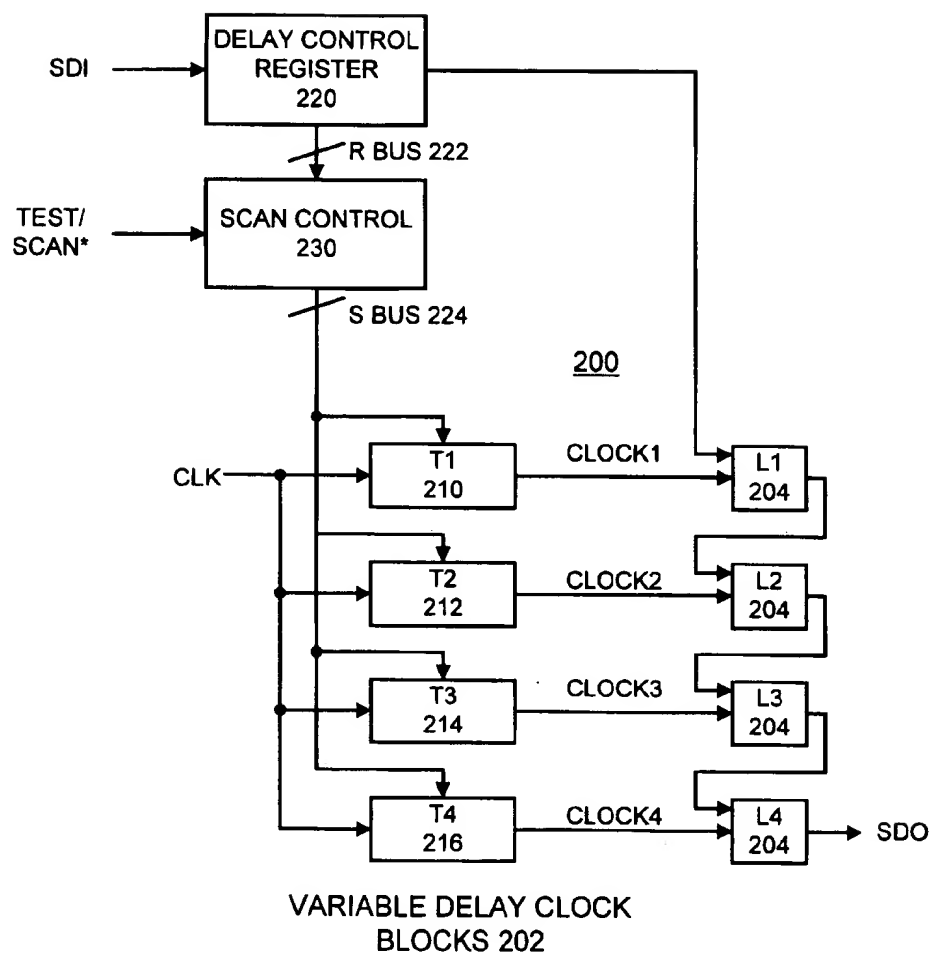 DELAY CONTROL
REGISTER
220
SDI
R BUS 222
TEST/
SCAN*
SCAN CONTROL
230
S BUS 224
200
CLK
T1
210
CLOCK1
L1
204
T2
212
CLOCK2
L2
204
T3
214
CLOCK3
L3
204
T4
216
CLOCK4
L4
204
SDO
VARIABLE DELAY CLOCK
BLOCKS 202